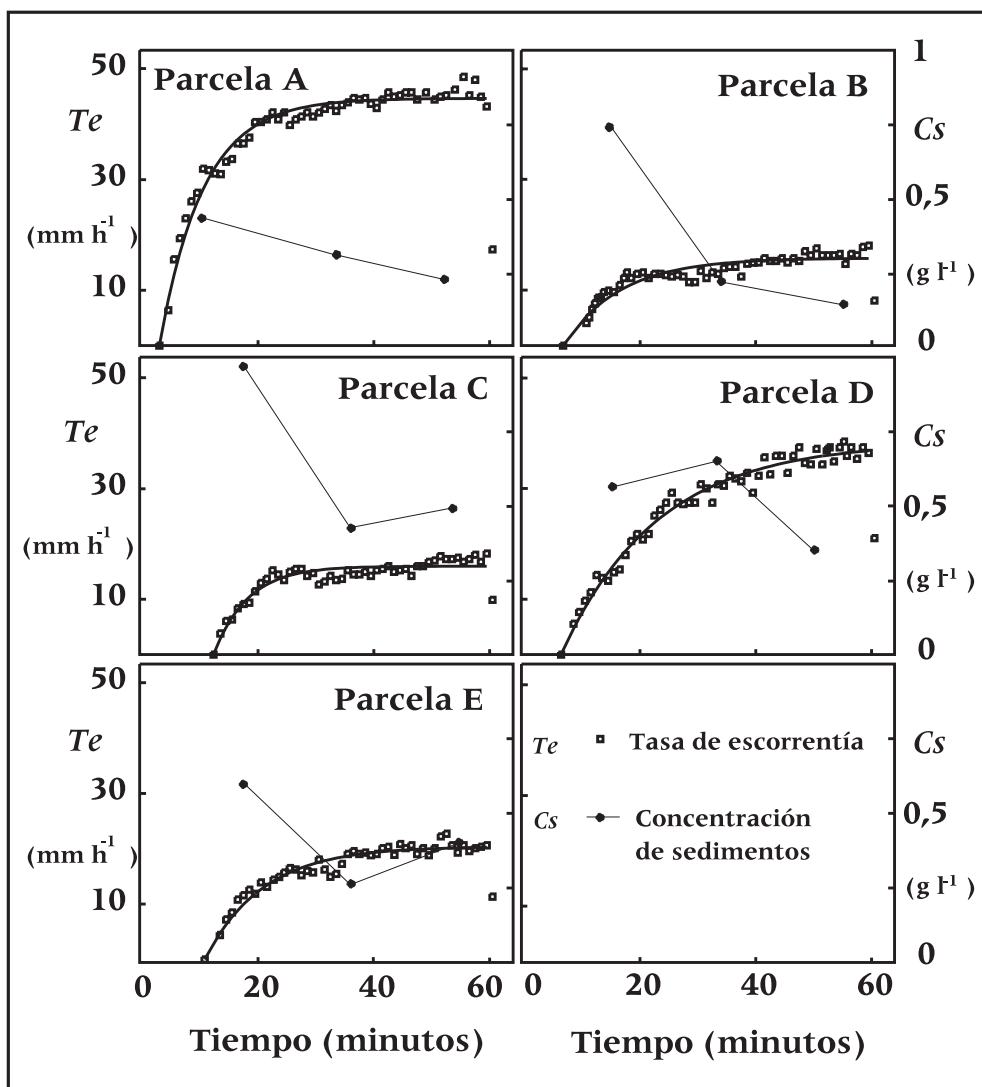 50
Parcela A
Te
30
(mm h-1)
10
Parcela B
1
Cs
0,5
(g l-1)
0
50
Parcela C
Te
30
(mm h-1)
10
Parcela D
Cs
0,5
(g l-1)
0
50
Parcela E
Te
30
(mm h-1)
10
Te Tasa de escorrentía
Cs Concentración
de sedimentos
Cs
0,5
(g l-1)
0
0 20 40 60
0 20 40 60
Tiempo (minutos)
Tiempo (minutos)